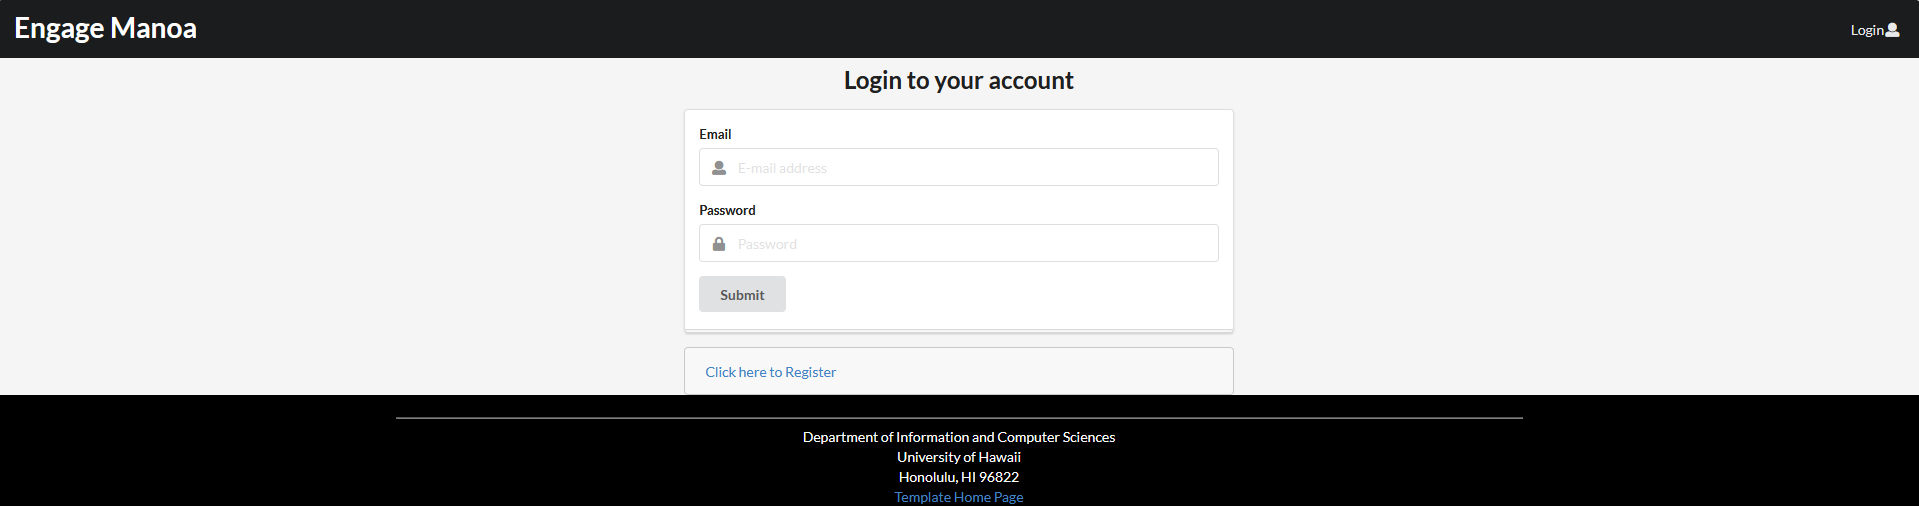 Engage Manoa
Login
Login to your account
Email
E-mail address
Password
Password
Submit
Click here to Register
Department of Information and Computer Sciences
University of Hawaii
Honolulu, HI 96822
Template Home Page